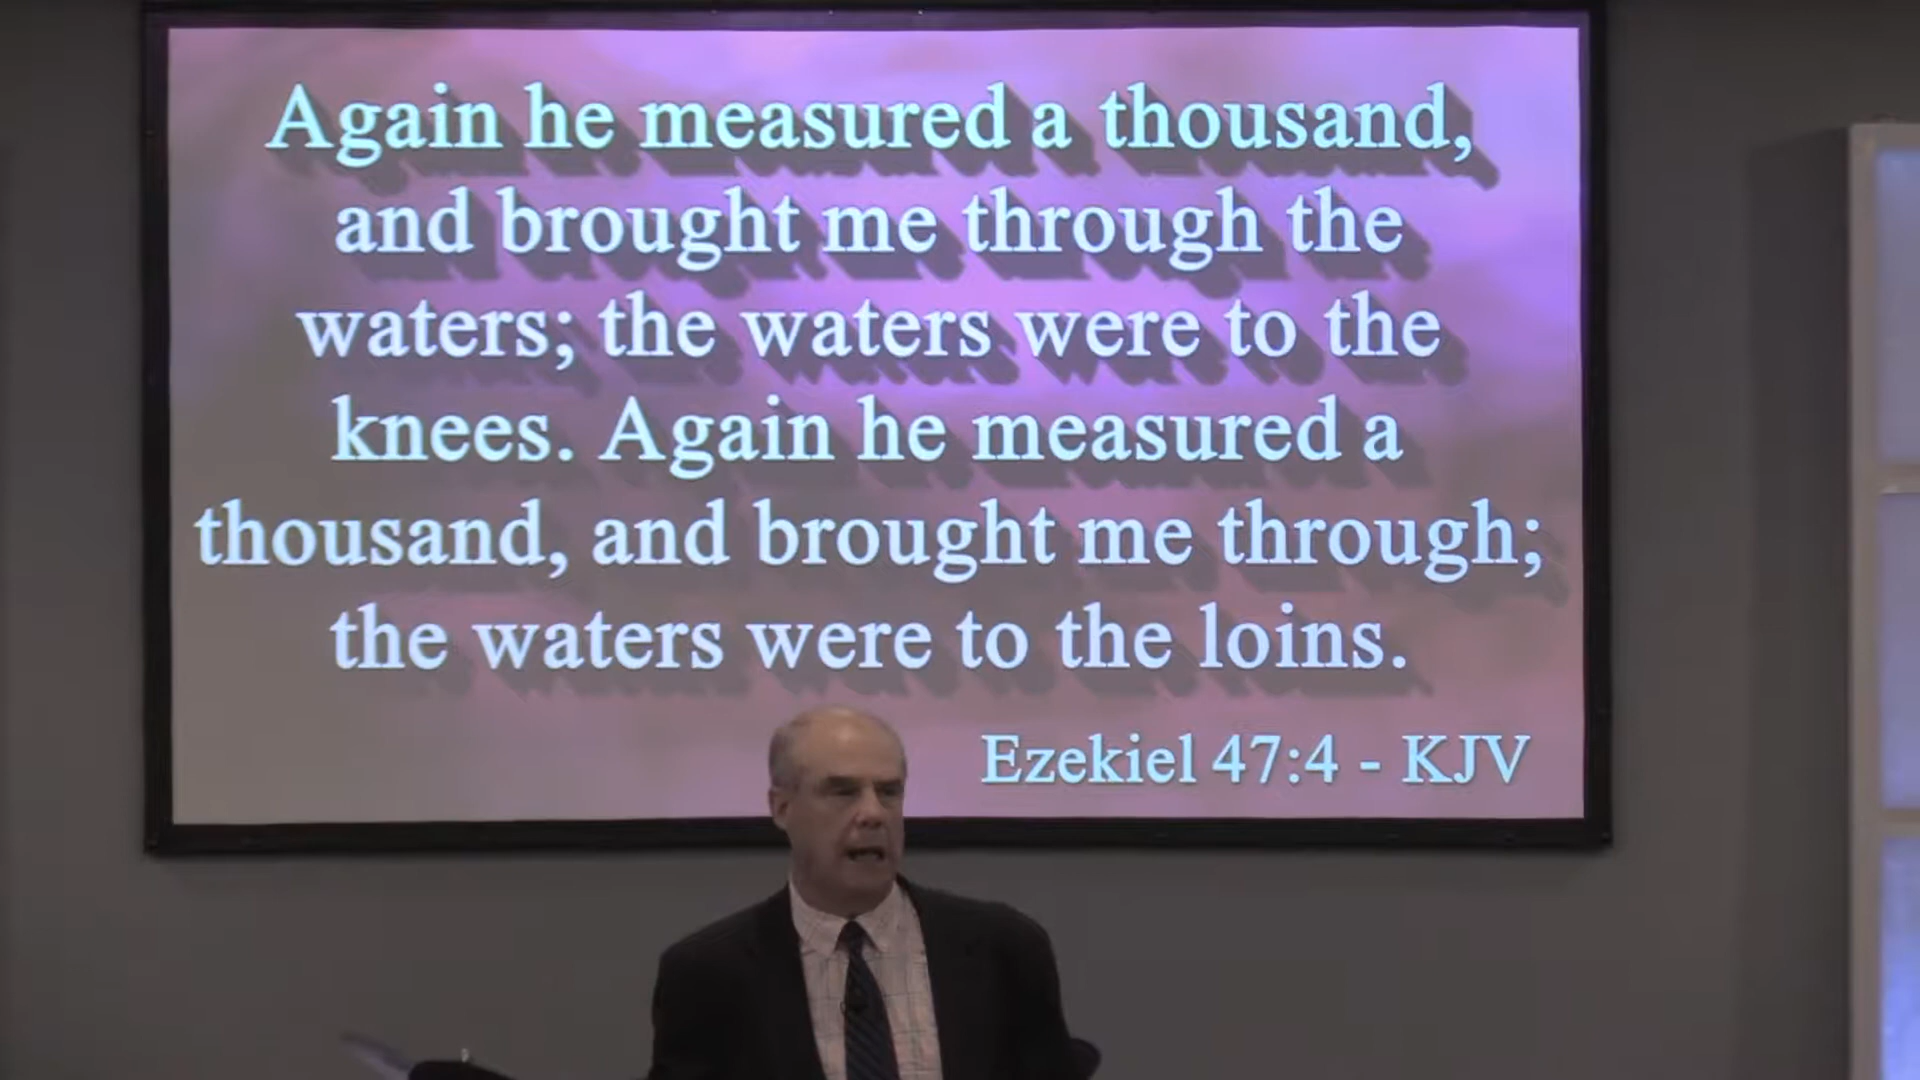 Again he measured a thousand,
and brought me through the
waters; the waters were to the
knees. Again he measured a
thousand, and brought me through;
the waters were to the loins.
Ezekiel 47:4 - KJV